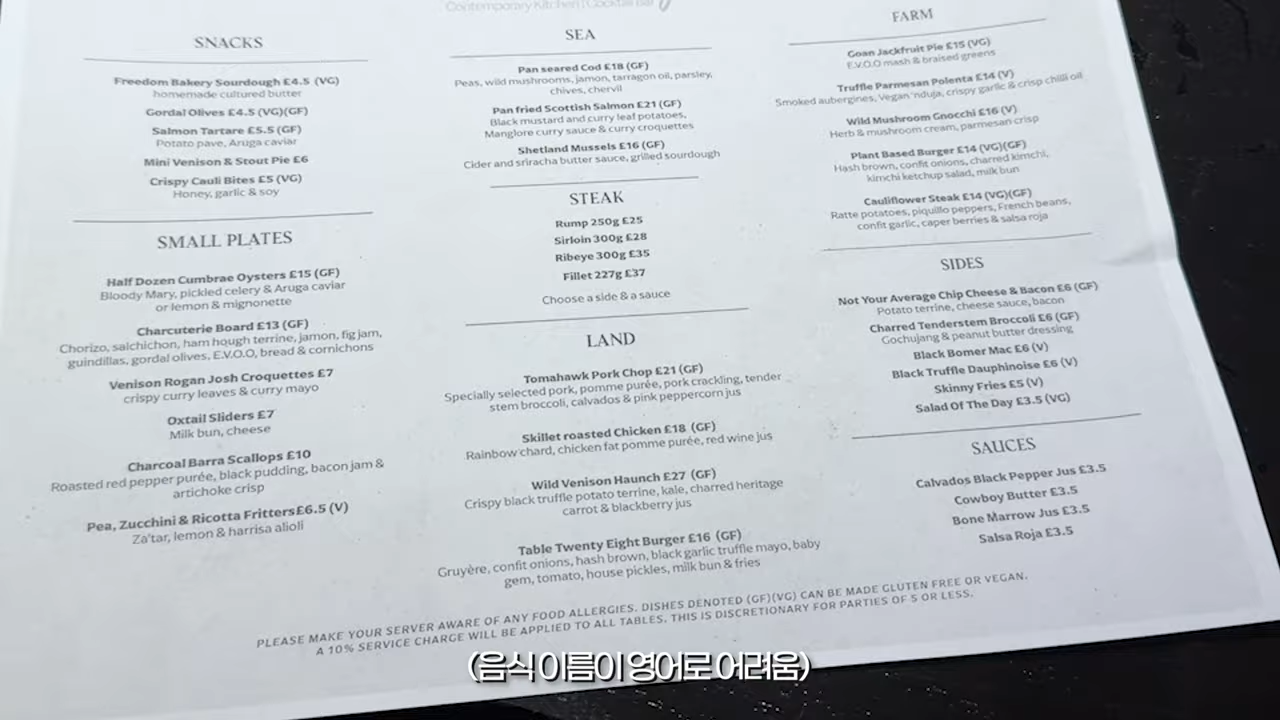 Contemporary Kitchen | Cocktail Bar
SNACKS
Freedom Bakery Sourdough £4.5 (VG)
homemade cultured butter
Gordal Olives £4.5 (VG)(GF)
Salmon Tartare £5.5 (GF)
Potato pave, Aruga caviar
Mini Venison & Stout Pie £6
Crispy Cauli Bites £5 (VG)
Honey, garlic & soy
SMALL PLATES
Half Dozen Cumbrae Oysters £15 (GF)
Bloody Mary, pickled celery & Aruga caviar
or lemon & mignonette
Charcuterie Board £13 (GF)
Chorizo, salchichon, ham hough terrine, jamon, fig jam,
guindillas, gordal olives, E.V.O.O, bread & cornichons
Venison Rogan Josh Croquettes £7
crispy curry leaves & curry mayo
Oxtail Sliders £7
Milk bun, cheese
Charcoal Barra Scallops £10
Roasted red pepper purée, black pudding, bacon jam &
artichoke crisp
Pea, Zucchini & Ricotta Fritters£6.5 (V)
Za'tar, lemon & harrisa alioli
SEA
Pan seared Cod £18 (GF)
Peas, wild mushrooms, jamon, tarragon oil, parsley,
chives, chervil
Pan fried Scottish Salmon £21 (GF)
Black mustard and curry leaf potatoes,
Manglore curry sauce & curry croquettes
Shetland Mussels £16 (GF)
Cider and sriracha butter sauce, grilled sourdough
STEAK
Rump 250g £25
Sirloin 300g £28
Ribeye 300g £35
Fillet 227g £37
Choose a side & a sauce
LAND
Tomahawk Pork Chop £21 (GF)
Specially selected pork, pomme purée, pork crackling, tender
stem broccoli, calvados & pink peppercorn jus
Skillet roasted Chicken £18 (GF)
Rainbow chard, chicken fat pomme purée, red wine jus
Wild Venison Haunch £27 (GF)
Crispy black truffle potato terrine, kale, charred heritage
carrot & blackberry jus
Table Twenty Eight Burger £16 (GF)
Gruyère, confit onions, hash brown, black garlic truffle mayo, baby
gem, tomato, house pickles, milk bun & fries
FARM
Goan Jackfruit Pie £15 (VG)
E.V.O.O mash & braised greens
Truffle Parmesan Polenta £14 (V)
Smoked aubergines, Vegan 'nduja, crispy garlic & crisp chilli oil
Wild Mushroom Gnocchi £16 (V)
Herb & mushroom cream, parmesan crisp
Plant Based Burger £14 (VG)(GF)
Hash brown, confit onions, charred kimchi,
kimchi ketchup salad, milk bun
Cauliflower Steak £14 (VG)(GF)
Ratte potatoes, piquillo peppers, French beans,
confit garlic, caper berries & salsa roja
SIDES
Not Your Average Chip Cheese & Bacon £6 (GF)
Potato terrine, cheese sauce, bacon
Charred Tenderstem Broccoli £6 (GF)
Gochujang & peanut butter dressing
Black Bomer Mac £6 (V)
Black Truffle Dauphinoise £6 (V)
Skinny Fries £5 (V)
Salad Of The Day £3.5 (VG)
SAUCES
Calvados Black Pepper Jus £3.5
Cowboy Butter £3.5
Bone Marrow Jus £3.5
Salsa Roja £3.5
PLEASE MAKE YOUR SERVER AWARE OF ANY FOOD ALLERGIES. DISHES DENOTED (GF)(VG) CAN BE MADE GLUTEN FREE OR VEGAN.
A 10% SERVICE CHARGE WILL BE APPLIED TO ALL TABLES. THIS IS DISCRETIONARY FOR PARTIES OF 5 OR LESS.
(음식 이름이 영어로 어려움)